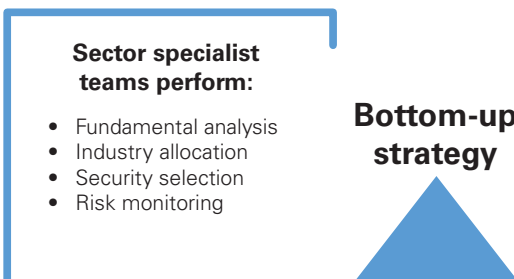 Sector specialist
teams perform:
• Fundamental analysis
• Industry allocation
• Security selection
• Risk monitoring
Bottom-up
strategy